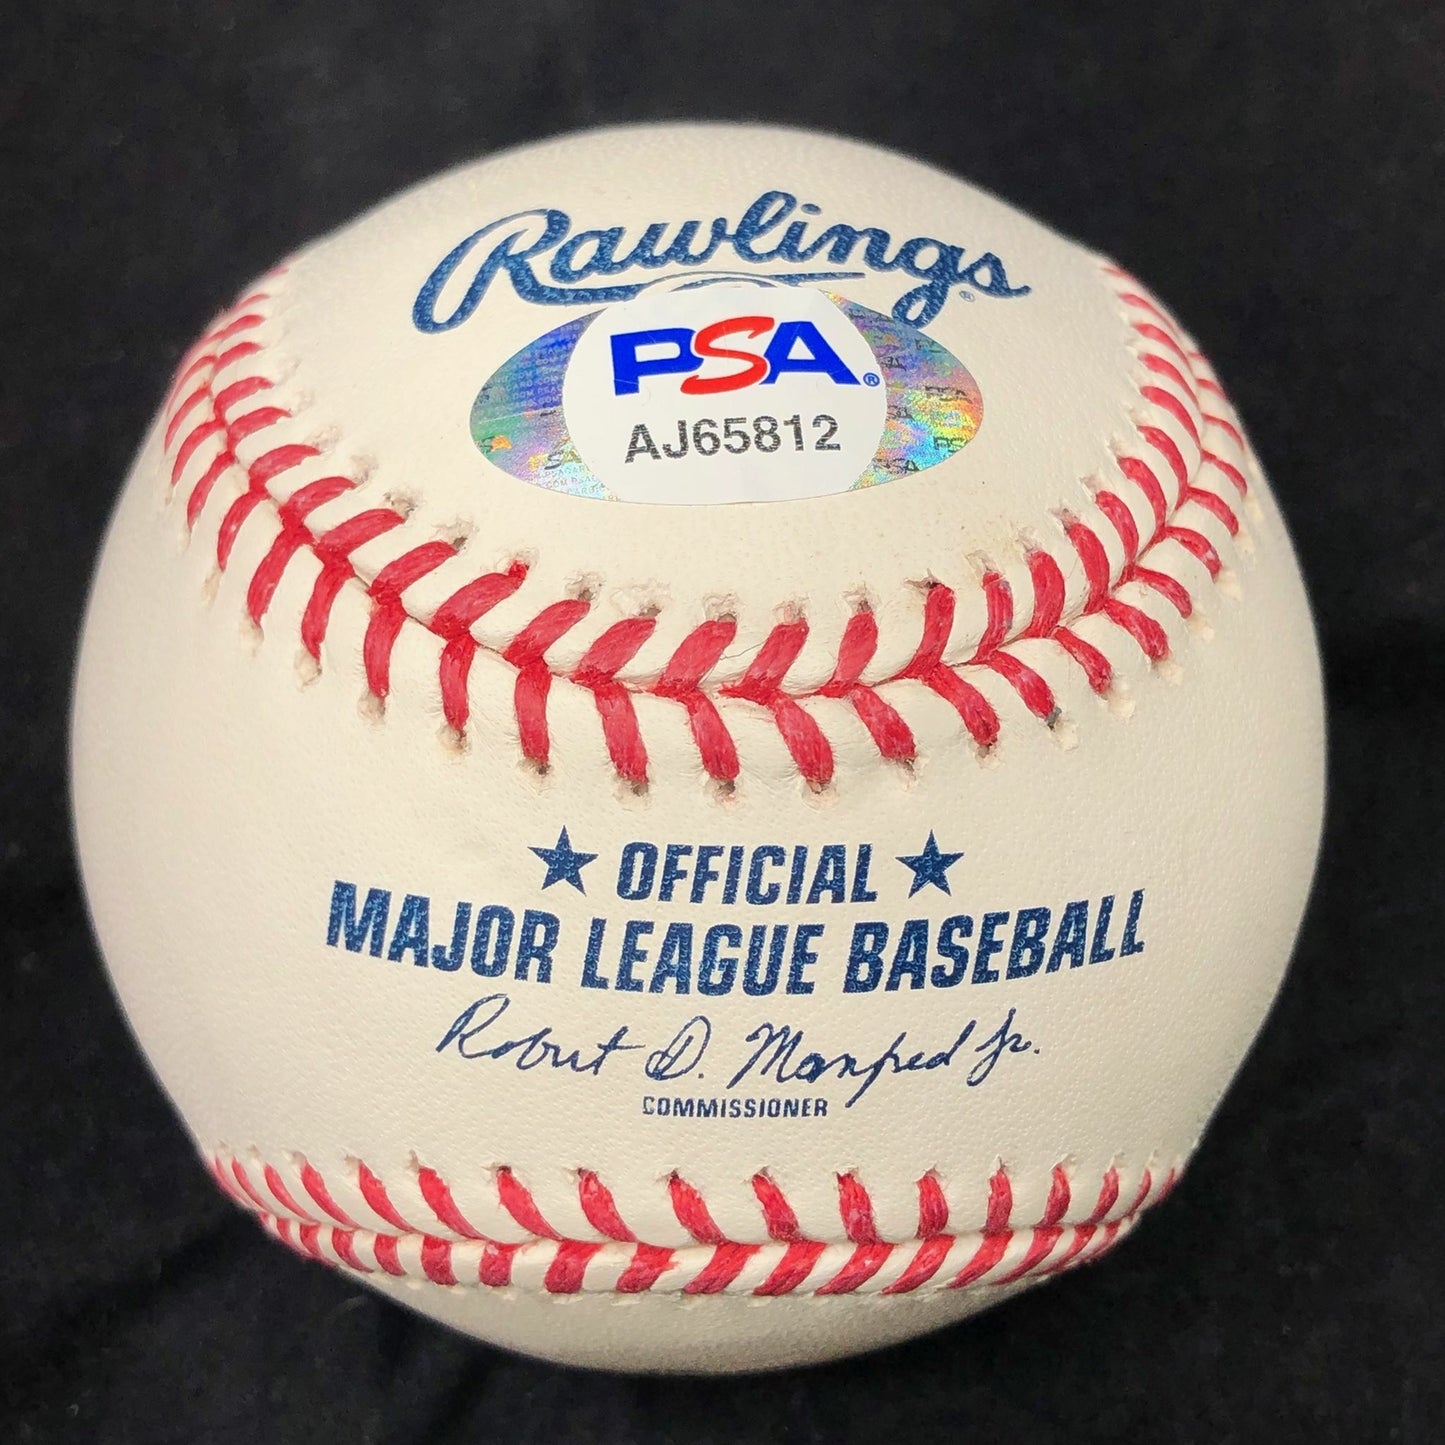 Rawlings®
PSA®
AJ65812
★ OFFICIAL ★
MAJOR LEAGUE BASEBALL
Robert D. Manfred Jr.
COMMISSIONER